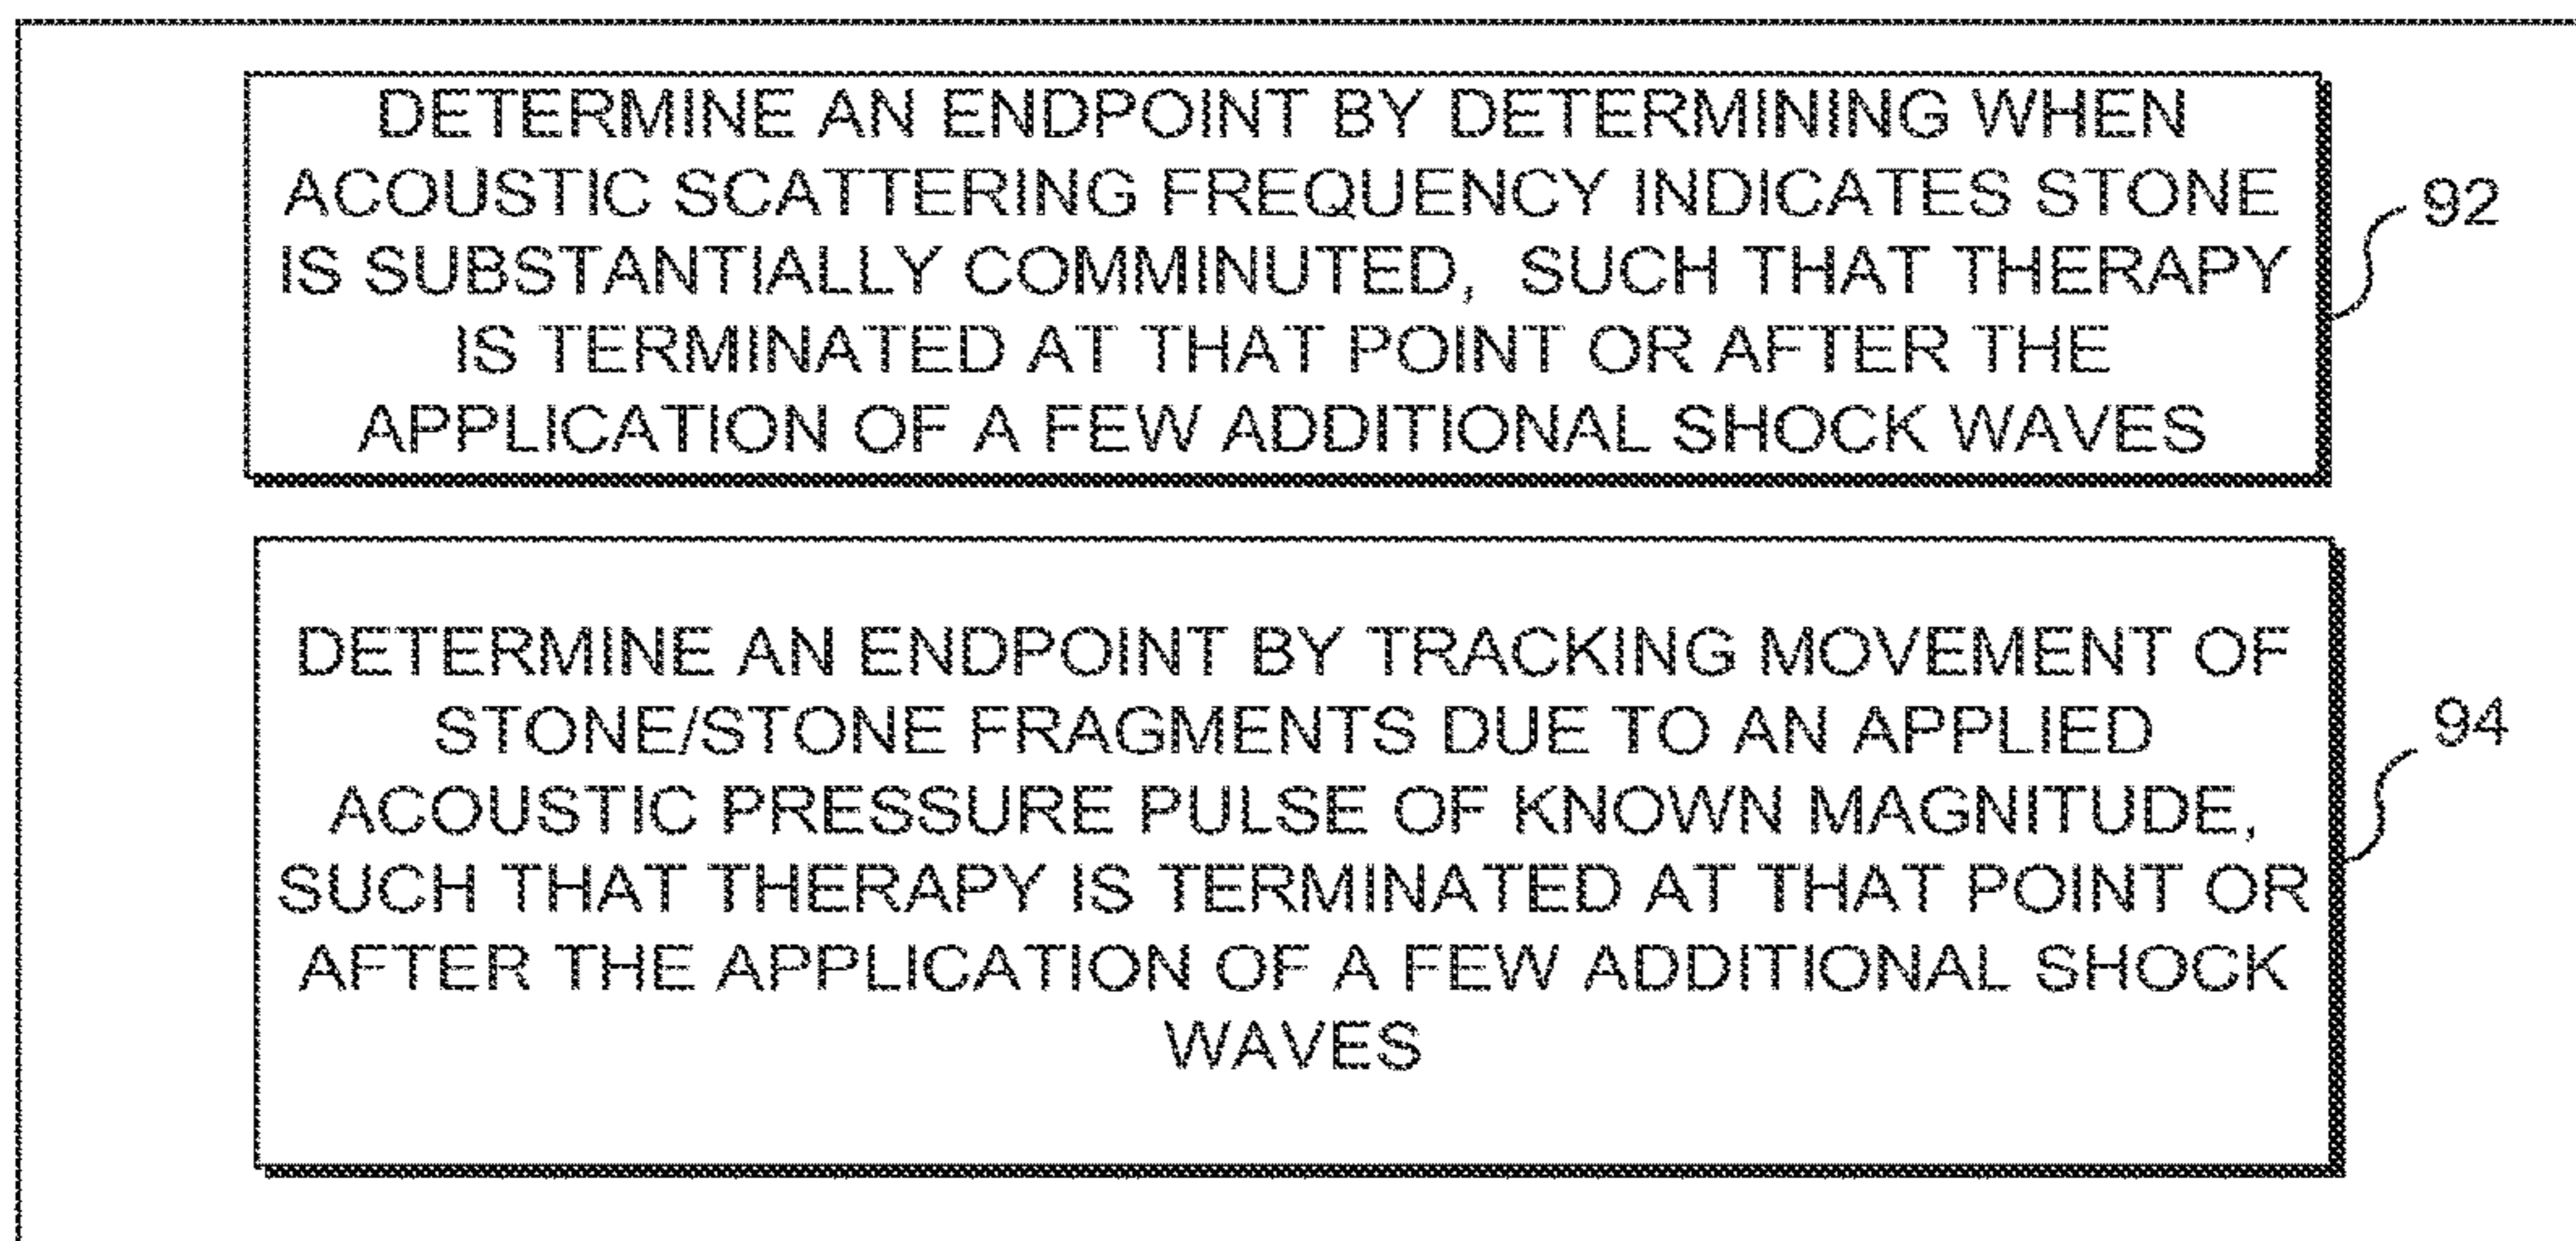 DETERMINE AN ENDPOINT BY DETERMINING WHEN
ACOUSTIC SCATTERING FREQUENCY INDICATES STONE
IS SUBSTANTIALLY COMMINUTED, SUCH THAT THERAPY
IS TERMINATED AT THAT POINT OR AFTER THE
APPLICATION OF A FEW ADDITIONAL SHOCK WAVES
92
DETERMINE AN ENDPOINT BY TRACKING MOVEMENT OF
STONE/STONE FRAGMENTS DUE TO AN APPLIED
ACOUSTIC PRESSURE PULSE OF KNOWN MAGNITUDE,
SUCH THAT THERAPY IS TERMINATED AT THAT POINT OR
AFTER THE APPLICATION OF A FEW ADDITIONAL SHOCK
WAVES
94